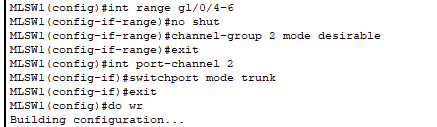 MLSW1(config)#int range g1/0/4-6
MLSW1(config-if-range)#no shut
MLSW1(config-if-range)#channel-group 2 mode desirable
MLSW1(config-if-range)#exit
MLSW1(config)#int port-channel 2
MLSW1(config-if)#switchport mode trunk
MLSW1(config-if)#exit
MLSW1(config)#do wr
Building configuration...